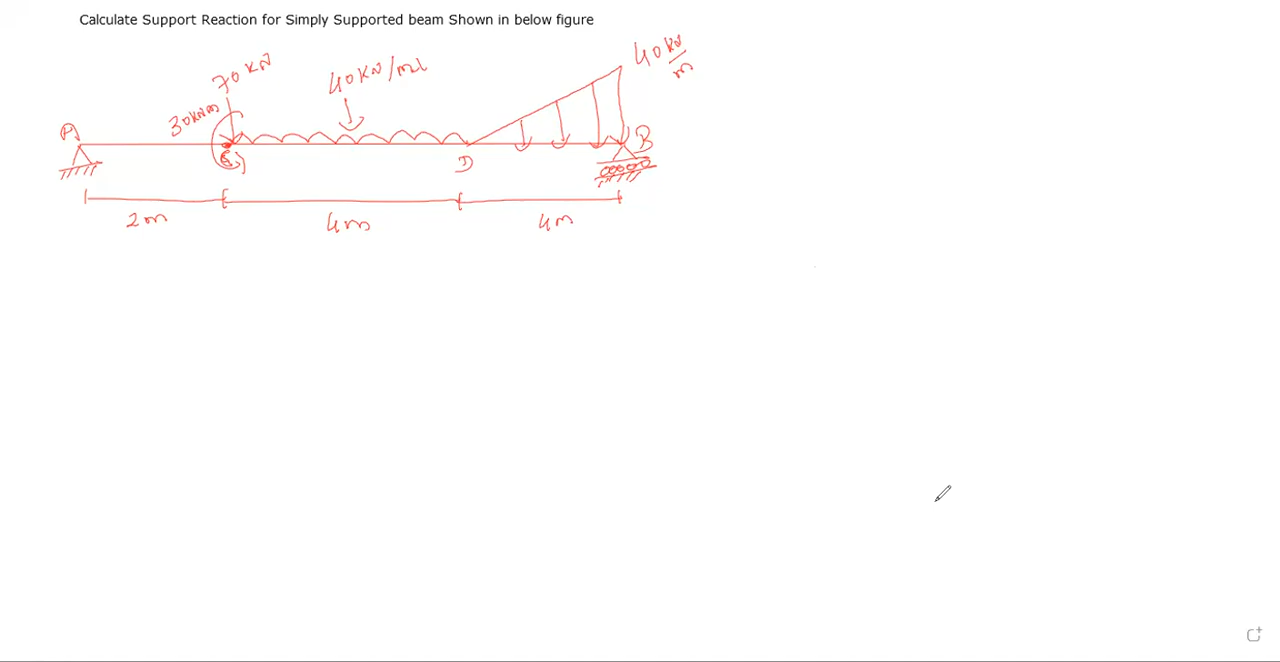 Calculate Support Reaction for Simply Supported beam Shown in below figure
70 KN
40 KN/m
40 KN/m
30 KNm
A
B
C
D
2m
4m
4m